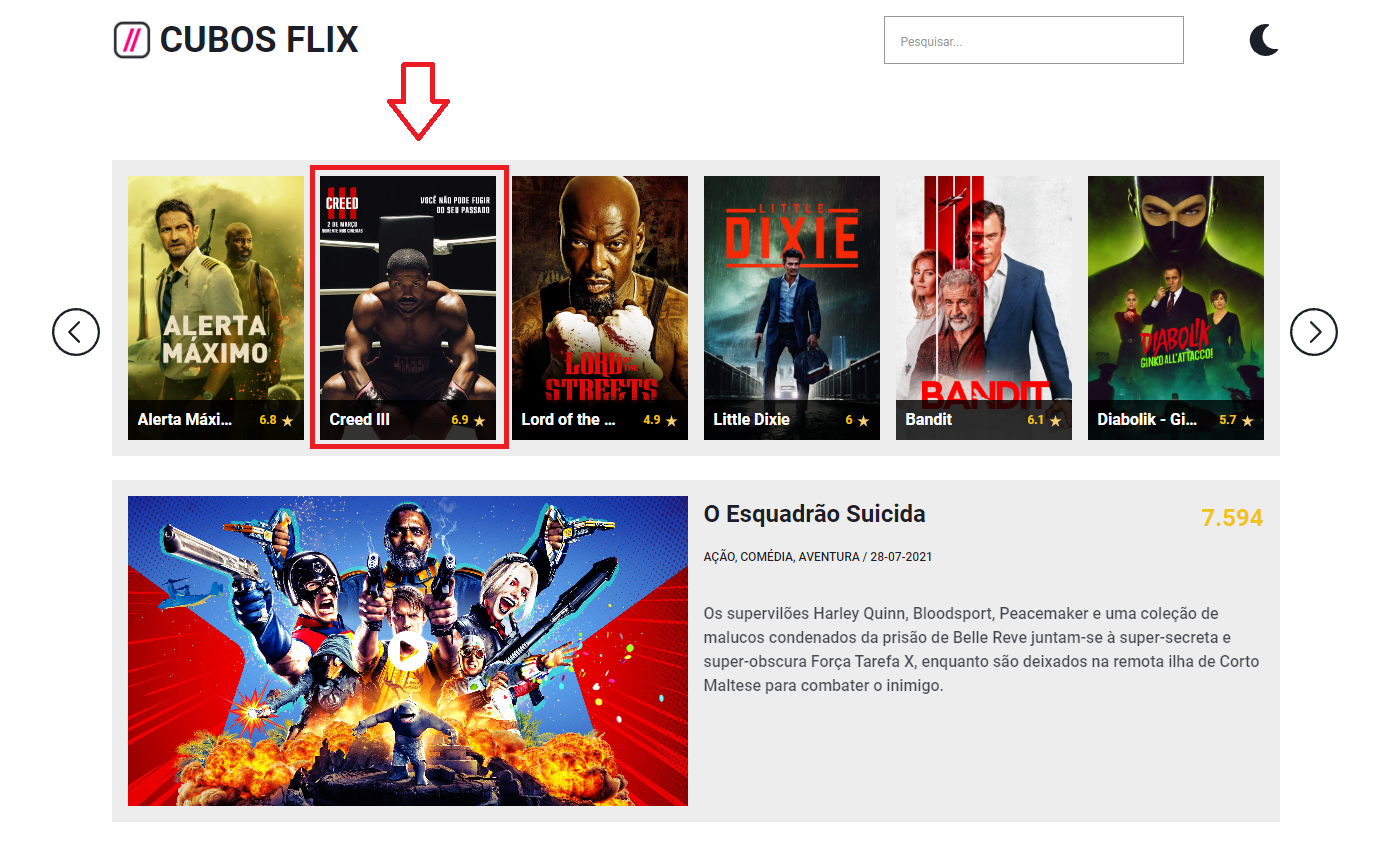 CUBOS FLIX
Pesquisar...
CREED
III
2 DE MARÇO
SOMENTE NOS CINEMAS
VOCÊ NÃO PODE FUGIR
DO SEU PASSADO
ALERTA
MÁXIMO
LORD OF THE
STREETS
LITTLE
DIXIE
BANDIT
DIABOLIK
GINKO ALL'ATTACCO!
Alerta Máxi... 6.8
Creed III 6.9
Lord of the ... 4.9
Little Dixie 6
Bandit 6.1
Diabolik - Gi... 5.7
O Esquadrão Suicida 7.594
AÇÃO, COMÉDIA, AVENTURA / 28-07-2021
Os supervilões Harley Quinn, Bloodsport, Peacemaker e uma coleção de
malucos condenados da prisão de Belle Reve juntam-se à super-secreta e
super-obscura Força Tarefa X, enquanto são deixados na remota ilha de Corto
Maltese para combater o inimigo.